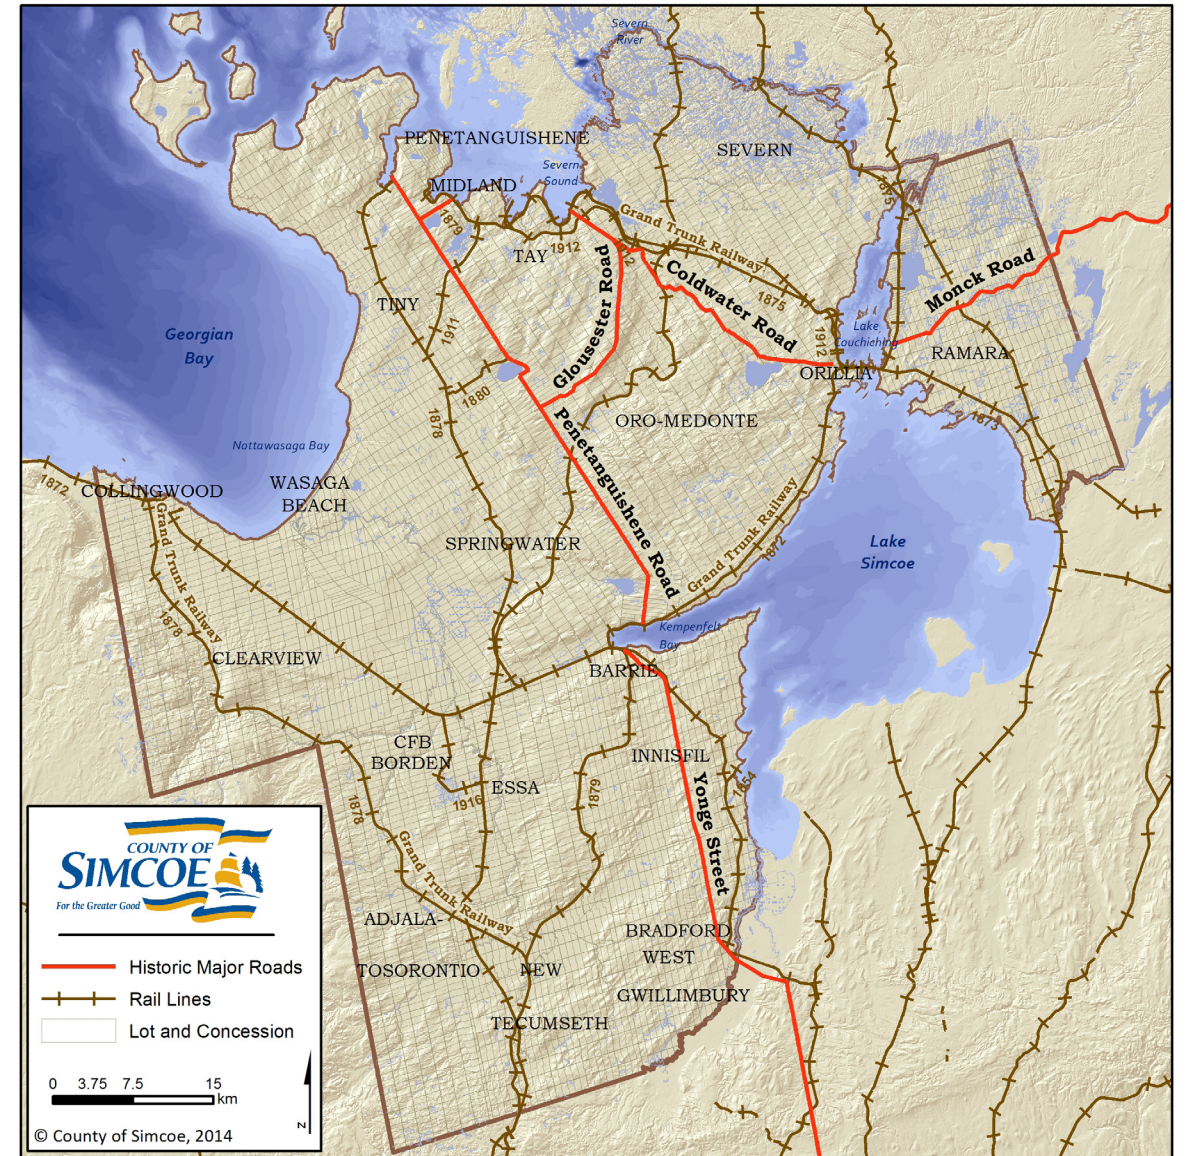 Severn
River
PENETANGUISHENE
SEVERN
Severn
Sound
MIDLAND
1875
1879
Grand Trunk Railway
TAY
1912
1912
Glousester Road
Coldwater Road
Monck Road
1875
TINY
1911
Georgian
Bay
Lake
Couchiching
1912
RAMARA
ORILLIA
1880
1878
Penetanguishene Road
ORO-MEDONTE
1873
Nottawasaga Bay
1872
COLLINGWOOD
WASAGA
BEACH
Grand Trunk Railway
1878
SPRINGWATER
Grand Trunk Railway
1872
Lake
Simcoe
Kempenfelt
Bay
CLEARVIEW
BARRIE
CFB
BORDEN
INNISFIL
ESSA
1916
1879
1854
1878
Yonge Street
Grand Trunk Railway
ADJALA-
TOSORONTIO
BRADFORD
WEST
GWILLIMBURY
NEW
TECUMSETH
COUNTY OF
SIMCOE
For the Greater Good
Historic Major Roads
Rail Lines
Lot and Concession
0 3.75 7.5 15
km
N
© County of Simcoe, 2014